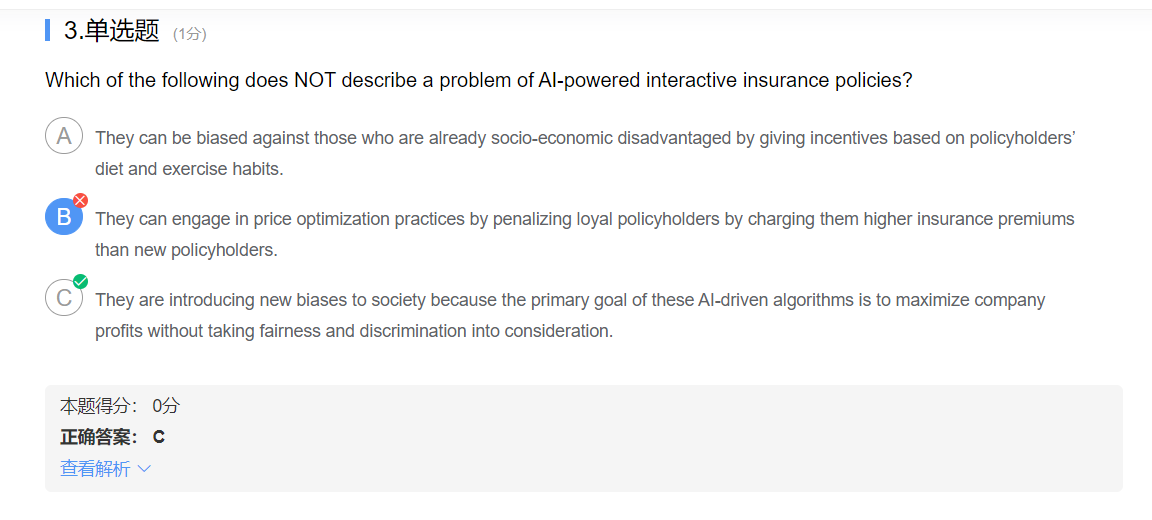 3.单选题 (1分)
Which of the following does NOT describe a problem of AI-powered interactive insurance policies?
A They can be biased against those who are already socio-economic disadvantaged by giving incentives based on policyholders’
diet and exercise habits.
B They can engage in price optimization practices by penalizing loyal policyholders by charging them higher insurance premiums
than new policyholders.
C They are introducing new biases to society because the primary goal of these AI-driven algorithms is to maximize company
profits without taking fairness and discrimination into consideration.
本题得分： 0分
正确答案： C
查看解析